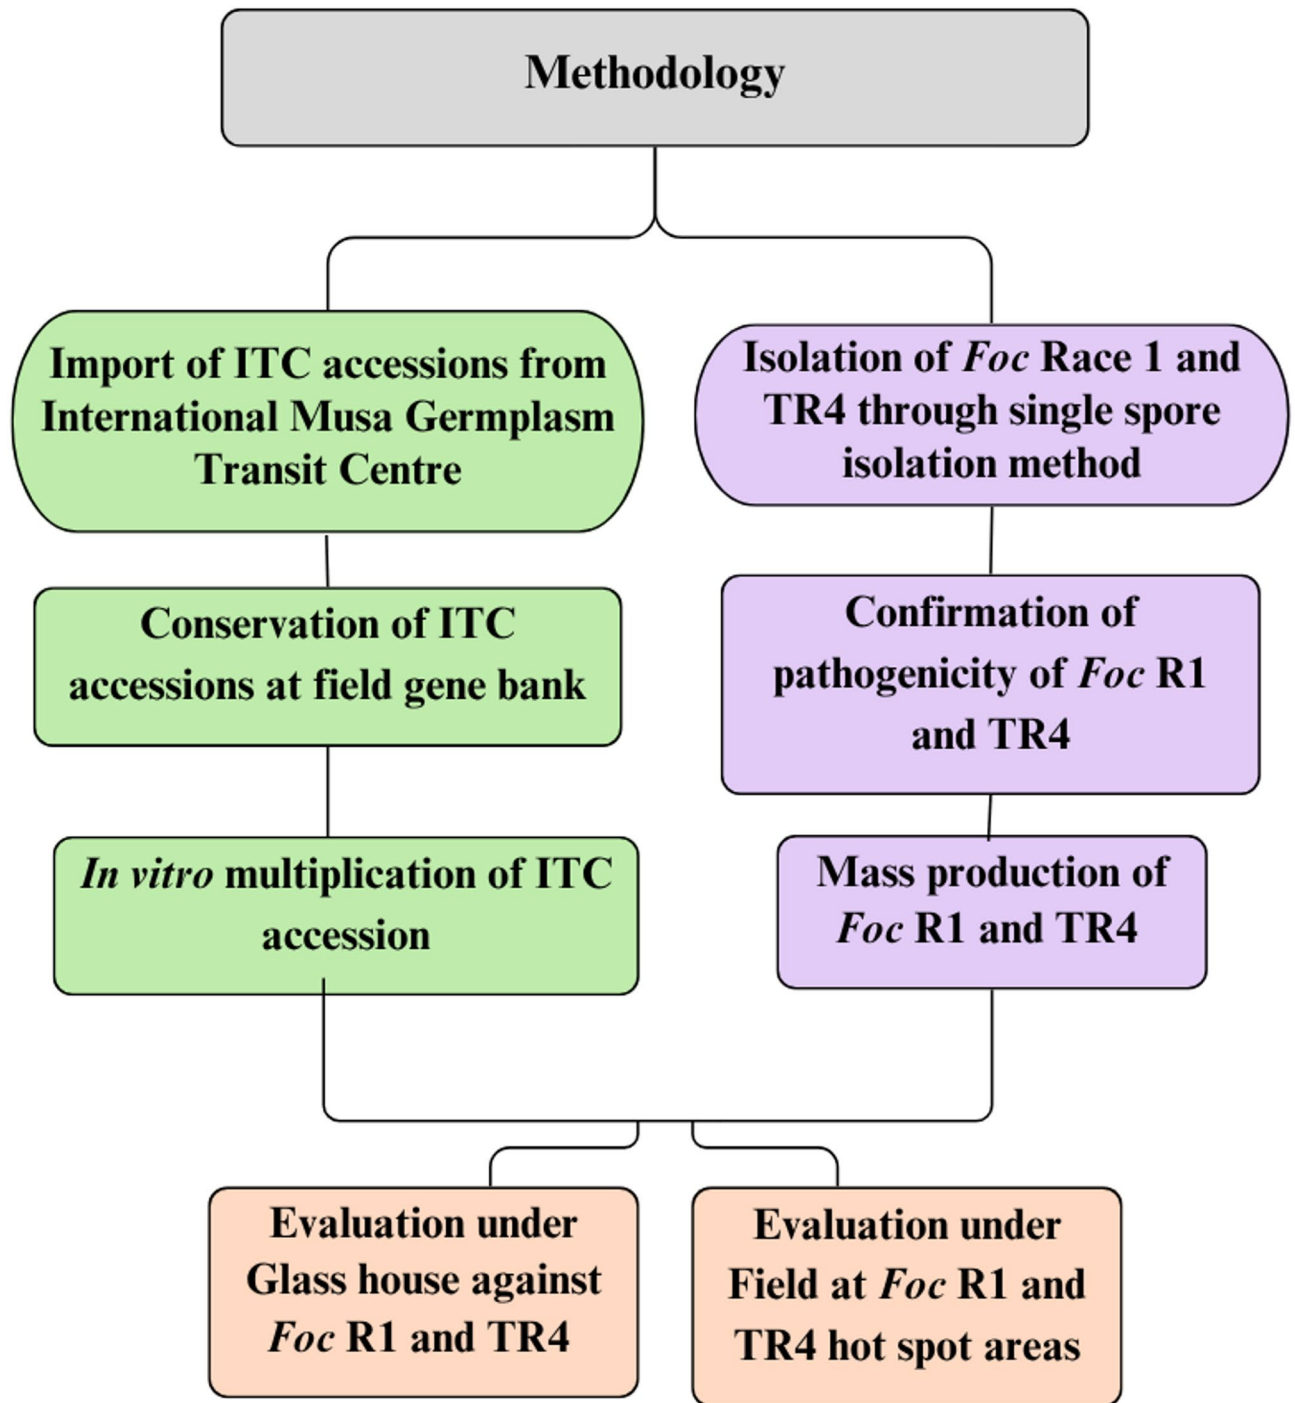 Methodology
Import of ITC accessions from
International Musa Germplasm
Transit Centre
Isolation of Foc Race 1 and
TR4 through single spore
isolation method
Conservation of ITC
accessions at field gene bank
Confirmation of
pathogenicity of Foc R1
and TR4
In vitro multiplication of ITC
accession
Mass production of
Foc R1 and TR4
Evaluation under
Glass house against
Foc R1 and TR4
Evaluation under
Field at Foc R1 and
TR4 hot spot areas